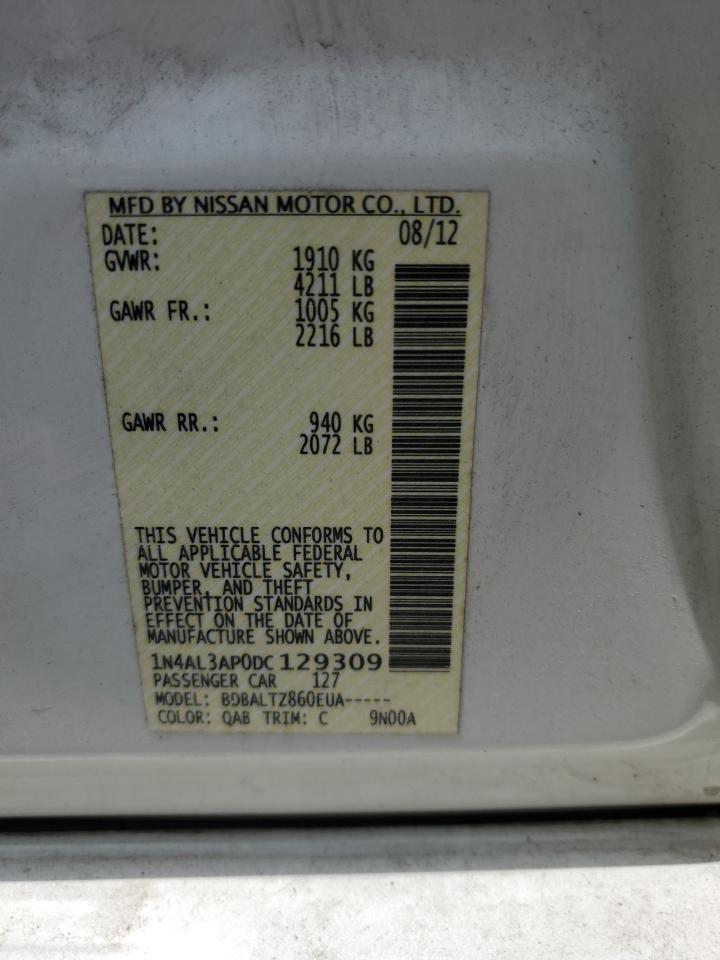 MFD BY NISSAN MOTOR CO., LTD.
DATE: 08/12
GVWR: 1910 KG
4211 LB
GAWR FR.: 1005 KG
2216 LB
GAWR RR.: 940 KG
2072 LB
THIS VEHICLE CONFORMS TO
ALL APPLICABLE FEDERAL
MOTOR VEHICLE SAFETY,
BUMPER, AND THEFT
PREVENTION STANDARDS IN
EFFECT ON THE DATE OF
MANUFACTURE SHOWN ABOVE.
1N4AL3AP0DC129309
PASSENGER CAR 127
MODEL: BDBALTZ860EUA-----
COLOR: QAB TRIM: C 9N00A